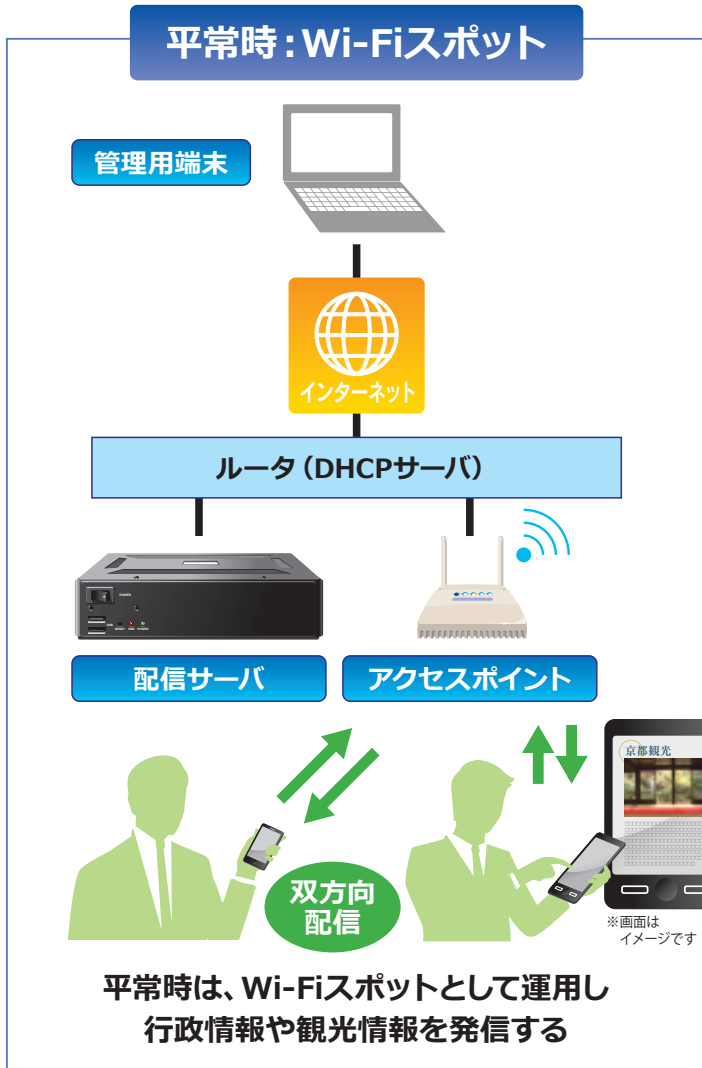 平常時：Wi-Fiスポット
管理用端末
インターネット
ルータ（DHCPサーバ）
POWER
配信サーバ
アクセスポイント
京都観光
双方向
配信
※画面は
イメージです
平常時は、Wi-Fiスポットとして運用し
行政情報や観光情報を発信する